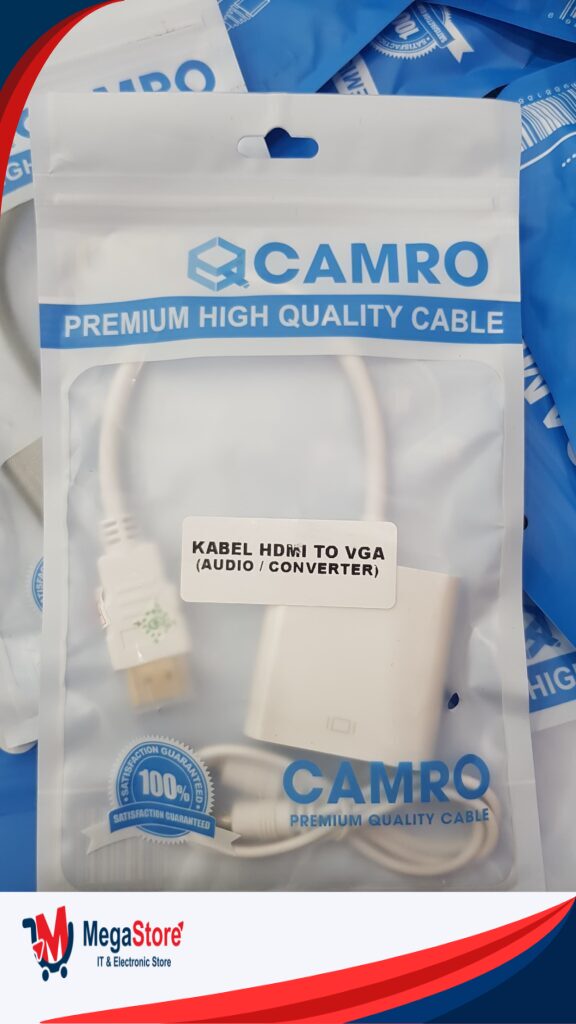 CAMRO
PREMIUM HIGH QUALITY CABLE
KABEL HDMI TO VGA
(AUDIO / CONVERTER)
SATISFACTION GUARANTEED
100%
SATISFACTION GUARANTEED
CAMRO
PREMIUM QUALITY CABLE
MegaStore
IT & Electronic Store